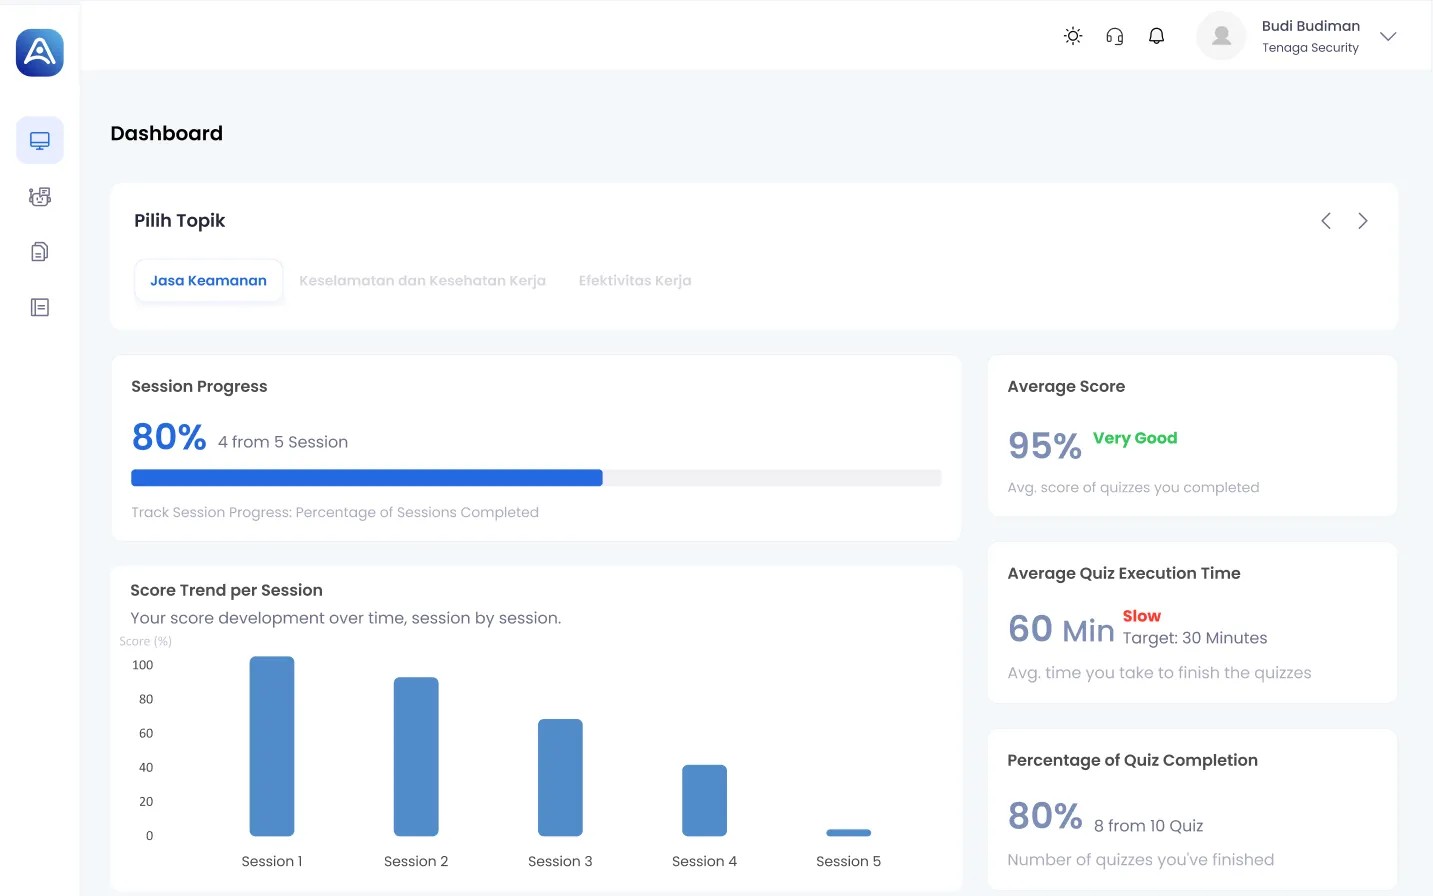 Budi Budiman
Tenaga Security
Dashboard
Pilih Topik
Jasa Keamanan
Keselamatan dan Kesehatan Kerja
Efektivitas Kerja
Session Progress
80% 4 from 5 Session
Track Session Progress: Percentage of Sessions Completed
Average Score
95% Very Good
Avg. score of quizzes you completed
Score Trend per Session
Your score development over time, session by session.
Score (%)
100
80
60
40
20
0
Session 1
Session 2
Session 3
Session 4
Session 5
Average Quiz Execution Time
60 Min
Slow
Target: 30 Minutes
Avg. time you take to finish the quizzes
Percentage of Quiz Completion
80% 8 from 10 Quiz
Number of quizzes you've finished